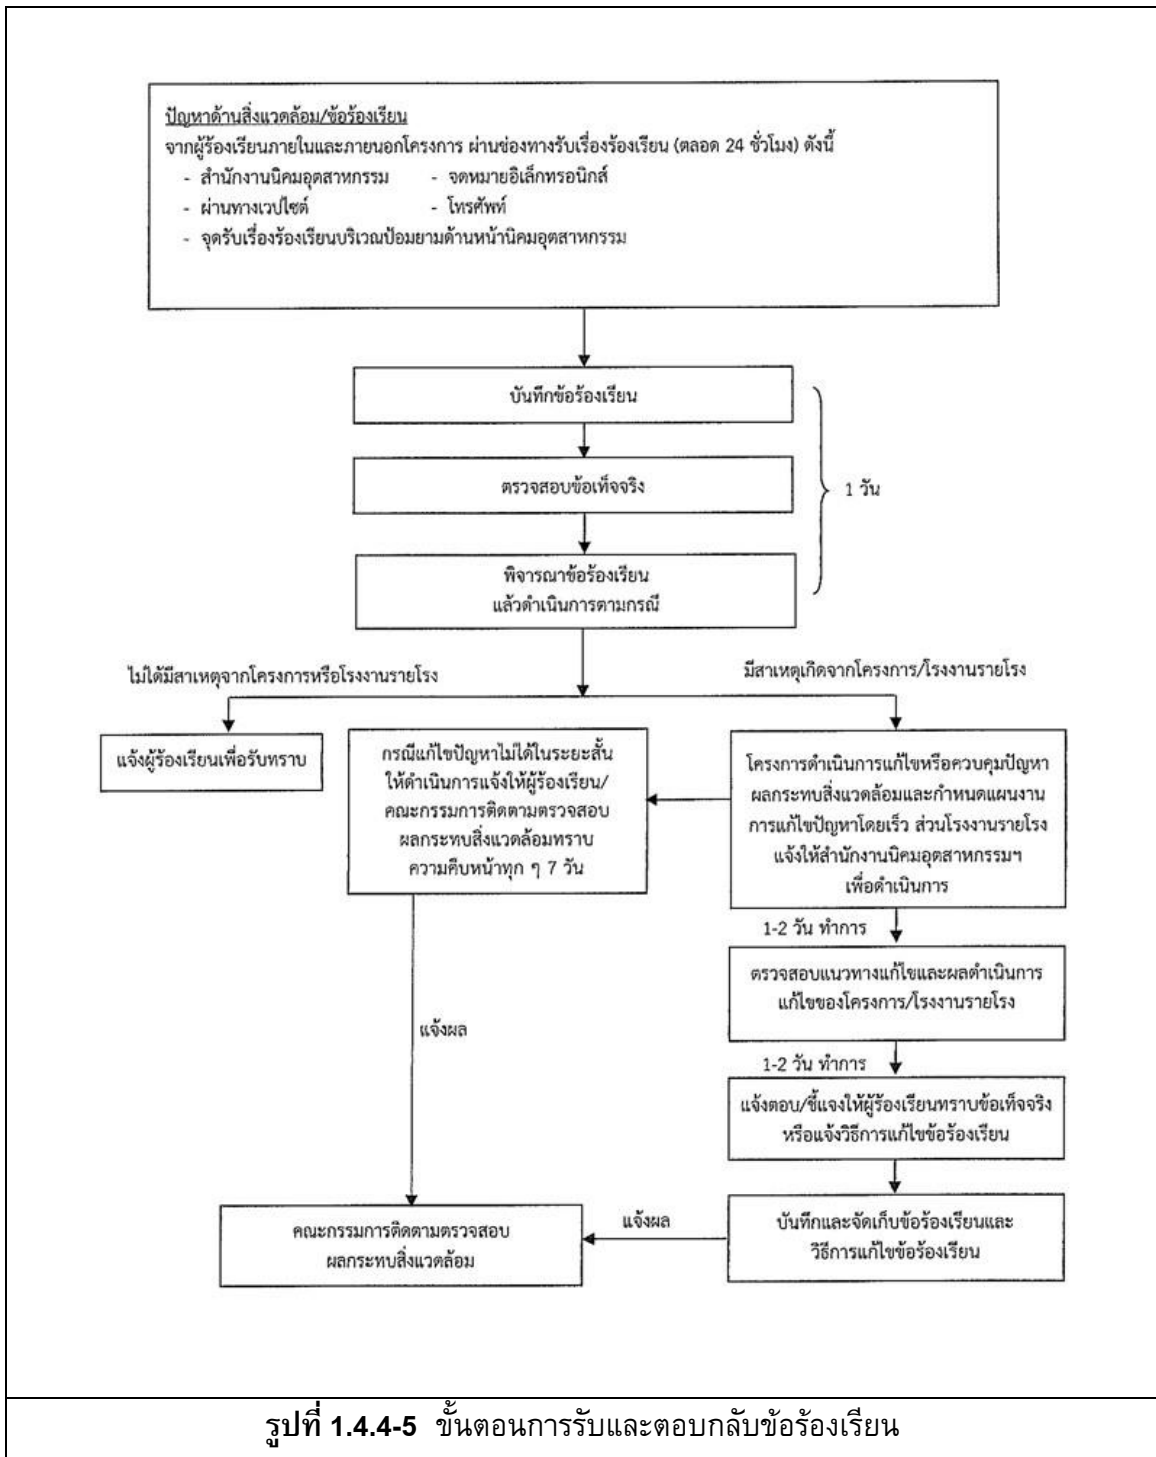 ปัญหาด้านสิ่งแวดล้อม/ข้อร้องเรียน
จากผู้ร้องเรียนภายในและภายนอกโครงการ ผ่านช่องทางรับเรื่องร้องเรียน (ตลอด 24 ชั่วโมง) ดังนี้
- สำนักงานนิคมอุตสาหกรรม - จดหมายอิเล็กทรอนิกส์
- ผ่านทางเวปไซต์ - โทรศัพท์
- จุดรับเรื่องร้องเรียนบริเวณป้อมยามด้านหน้านิคมอุตสาหกรรม
บันทึกข้อร้องเรียน
ตรวจสอบข้อเท็จจริง
1 วัน
พิจารณาข้อร้องเรียน
แล้วดำเนินการตามกรณี
ไม่ได้มีสาเหตุจากโครงการหรือโรงงานรายโรง
มีสาเหตุเกิดจากโครงการ/โรงงานรายโรง
แจ้งผู้ร้องเรียนเพื่อรับทราบ
กรณีแก้ไขปัญหาไม่ได้ในระยะสั้น
ให้ดำเนินการแจ้งให้ผู้ร้องเรียน/
คณะกรรมการติดตามตรวจสอบ
ผลกระทบสิ่งแวดล้อมทราบ
ความคืบหน้าทุก ๆ 7 วัน
โครงการดำเนินการแก้ไขหรือควบคุมปัญหา
ผลกระทบสิ่งแวดล้อมและกำหนดแผนงาน
การแก้ไขปัญหาโดยเร็ว ส่วนโรงงานรายโรง
แจ้งให้สำนักงานนิคมอุตสาหกรรมฯ
เพื่อดำเนินการ
1-2 วัน ทำการ
ตรวจสอบแนวทางแก้ไขและผลดำเนินการ
แก้ไขของโครงการ/โรงงานรายโรง
แจ้งผล
1-2 วัน ทำการ
แจ้งตอบ/ชี้แจงให้ผู้ร้องเรียนทราบข้อเท็จจริง
หรือแจ้งวิธีการแก้ไขข้อร้องเรียน
บันทึกและจัดเก็บข้อร้องเรียนและ
วิธีการแก้ไขข้อร้องเรียน
แจ้งผล
คณะกรรมการติดตามตรวจสอบ
ผลกระทบสิ่งแวดล้อม
รูปที่ 1.4.4-5 ขั้นตอนการรับและตอบกลับข้อร้องเรียน